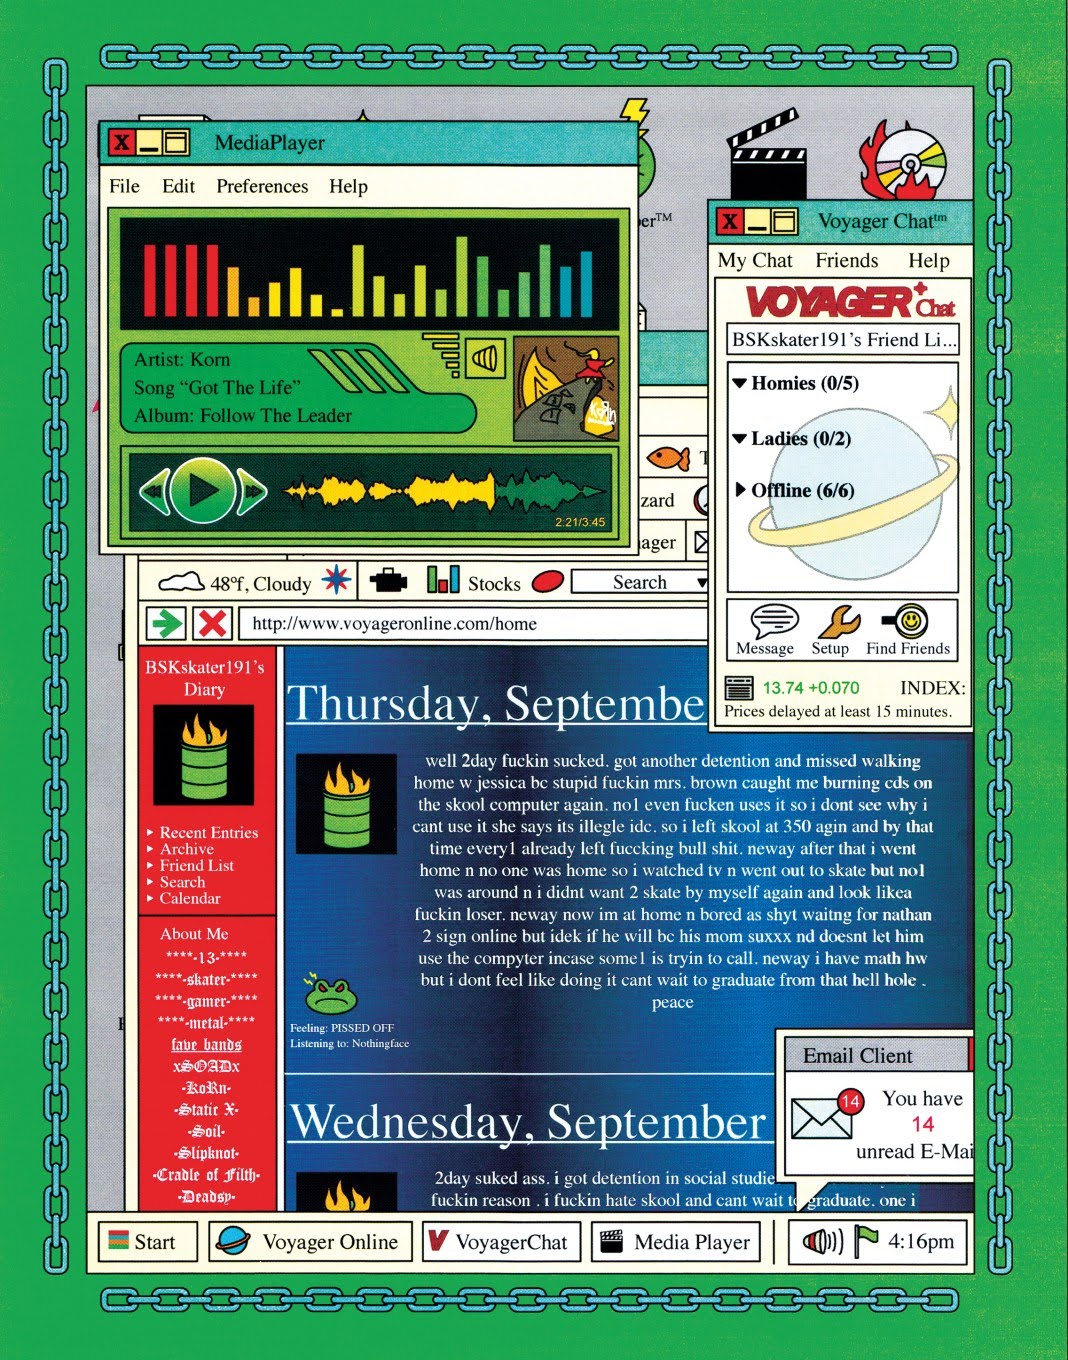 MediaPlayer
File Edit Preferences Help
Artist: Korn
Song “Got The Life”
Album: Follow The Leader
Korn
2:21/3:45
er™
X
Voyager Chat™
My Chat Friends Help
VOYAGER Chat
BSKskater191’s Friend Li...
Homies (0/5)
Ladies (0/2)
Offline (6/6)
Message Setup Find Friends
13.74 +0.070 INDEX:
Prices delayed at least 15 minutes.
T
zard
ager
48ºf, Cloudy Stocks Search
http://www.voyageronline.com/home
BSKskater191’s
Diary
Recent Entries
Archive
Friend List
Search
Calendar
About Me
****-13-****
****-skater-****
****-gamer-****
****-metal-****
fave bands
xSOADx
-KoRn-
-Static X-
-Soil-
-Slipknot-
-Cradle of Filth-
-Deadsy-
Thursday, Septembe
well 2day fuckin sucked. got another detention and missed walking
home w jessica bc stupid fuckin mrs. brown caught me burning cds on
the skool computer again. no1 even fucken uses it so i dont see why i
cant use it she says its illegle idc. so i left skool at 350 agin and by that
time every1 already left fuccking bull shit. neway after that i went
home n no one was home so i watched tv n went out to skate but no1
was around n i didnt want 2 skate by myself again and look likea
fuckin loser. neway now im at home n bored as shyt waitng for nathan
2 sign online but idek if he will bc his mom suxxx nd doesnt let him
use the compyter incase some1 is tryin to call. neway i have math hw
but i dont feel like doing it cant wait to graduate from that hell hole .
peace
Feeling: PISSED OFF
Listening to: Nothingface
Wednesday, September
2day suked ass. i got detention in social studie
fuckin reason . i fuckin hate skool and cant wait to graduate. one i
Email Client
14
You have
14
unread E-Mai
Start Voyager Online VoyagerChat Media Player 4:16pm